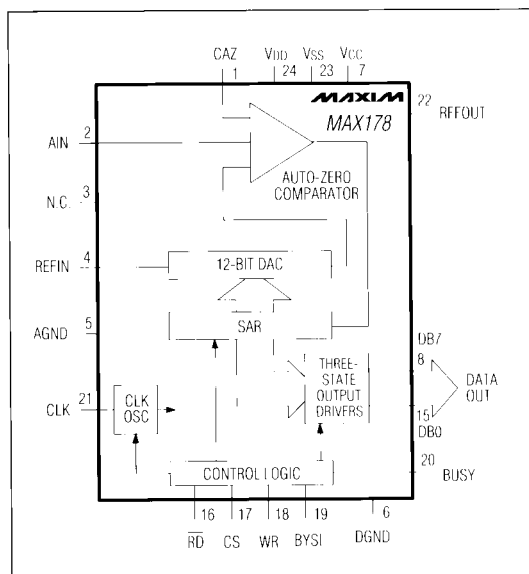 CAZ VDD VSS VCC
1 24 23 7
MAXIM
MAX178
22 RFFOUT
AIN 2
AUTO-ZERO
COMPARATOR
N.C. 3
REFIN 4
12-BIT DAC
AGND 5
SAR
DB7
8
THREE-
STATE
OUTPUT
DRIVERS
DATA
OUT
CLK 21
CLK
OSC
15
DB0
20
BUSY
CONTROL LOGIC
16 17 18 19 6
RD CS WR BYSI DGND